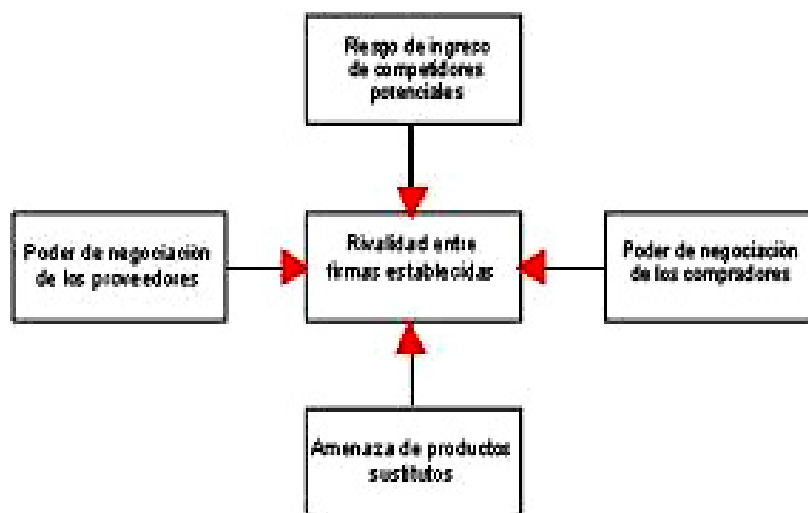 Riesgo de ingreso
de competidores
potenciales
Poder de negociación
de los proveedores
Rivalidad entre
firmas establecidas
Poder de negociación
de los compradores
Amenaza de productos
sustitutos